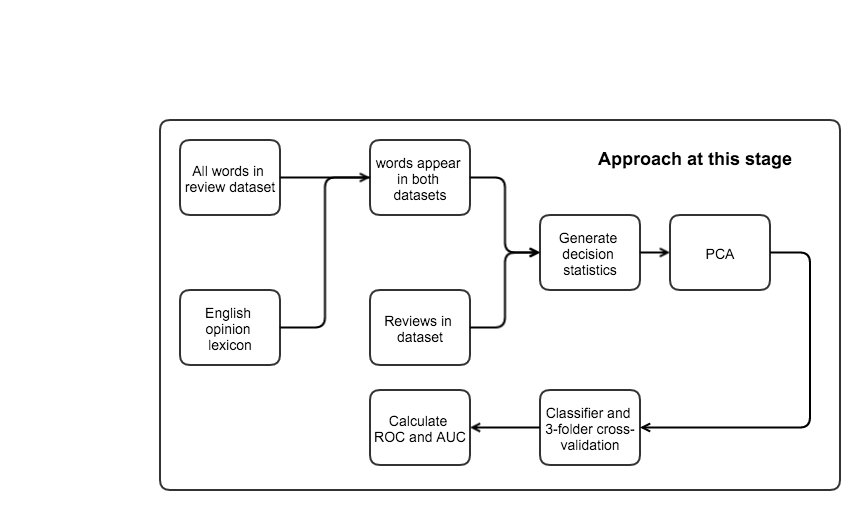 Approach at this stage
All words in
review dataset
words appear
in both
datasets
Generate
decision
statistics
PCA
English
opinion
lexicon
Reviews in
dataset
Calculate
ROC and AUC
Classifier and
3-folder cross-
validation